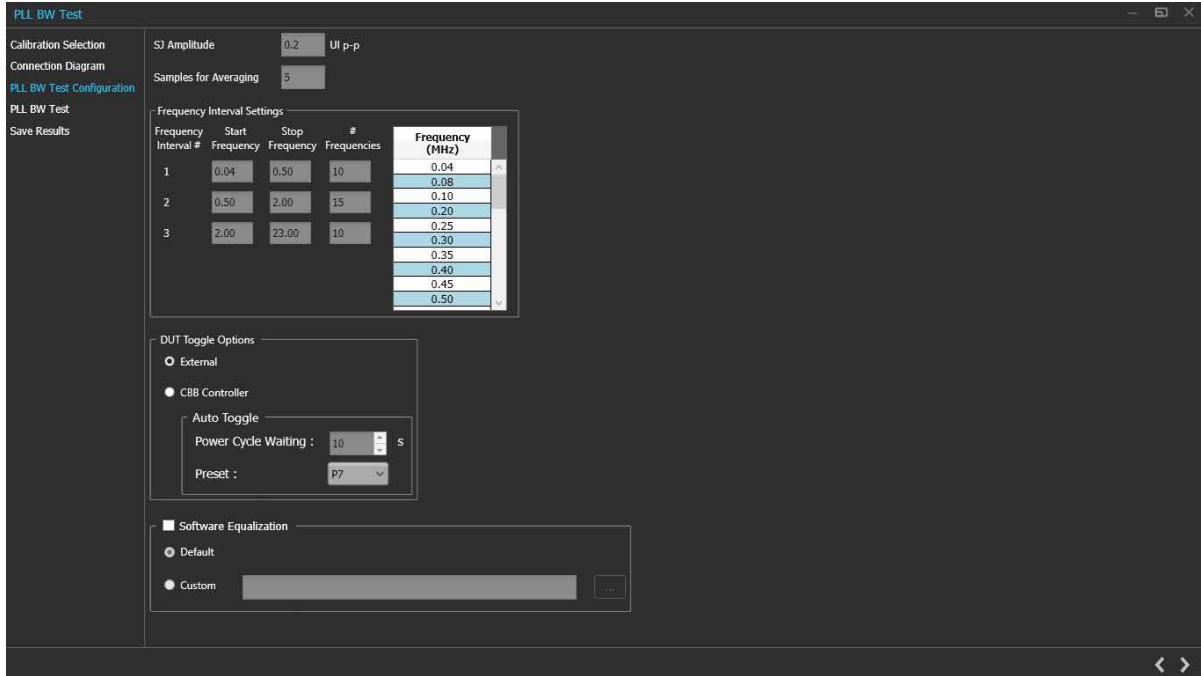 PLL BW Test
Calibration Selection
Connection Diagram
PLL BW Test Configuration
PLL BW Test
Save Results
SJ Amplitude 0.2 UI p-p
Samples for Averaging 5
Frequency Interval Settings
Frequency Interval # Start Frequency Stop Frequency # Frequencies
1 0.04 0.50 10
2 0.50 2.00 15
3 2.00 23.00 10
Frequency
(MHz)
0.04
0.08
0.10
0.20
0.25
0.30
0.35
0.40
0.45
0.50
DUT Toggle Options
External
CBB Controller
Auto Toggle
Power Cycle Waiting : 10 s
Preset : P7
Software Equalization
Default
Custom ...